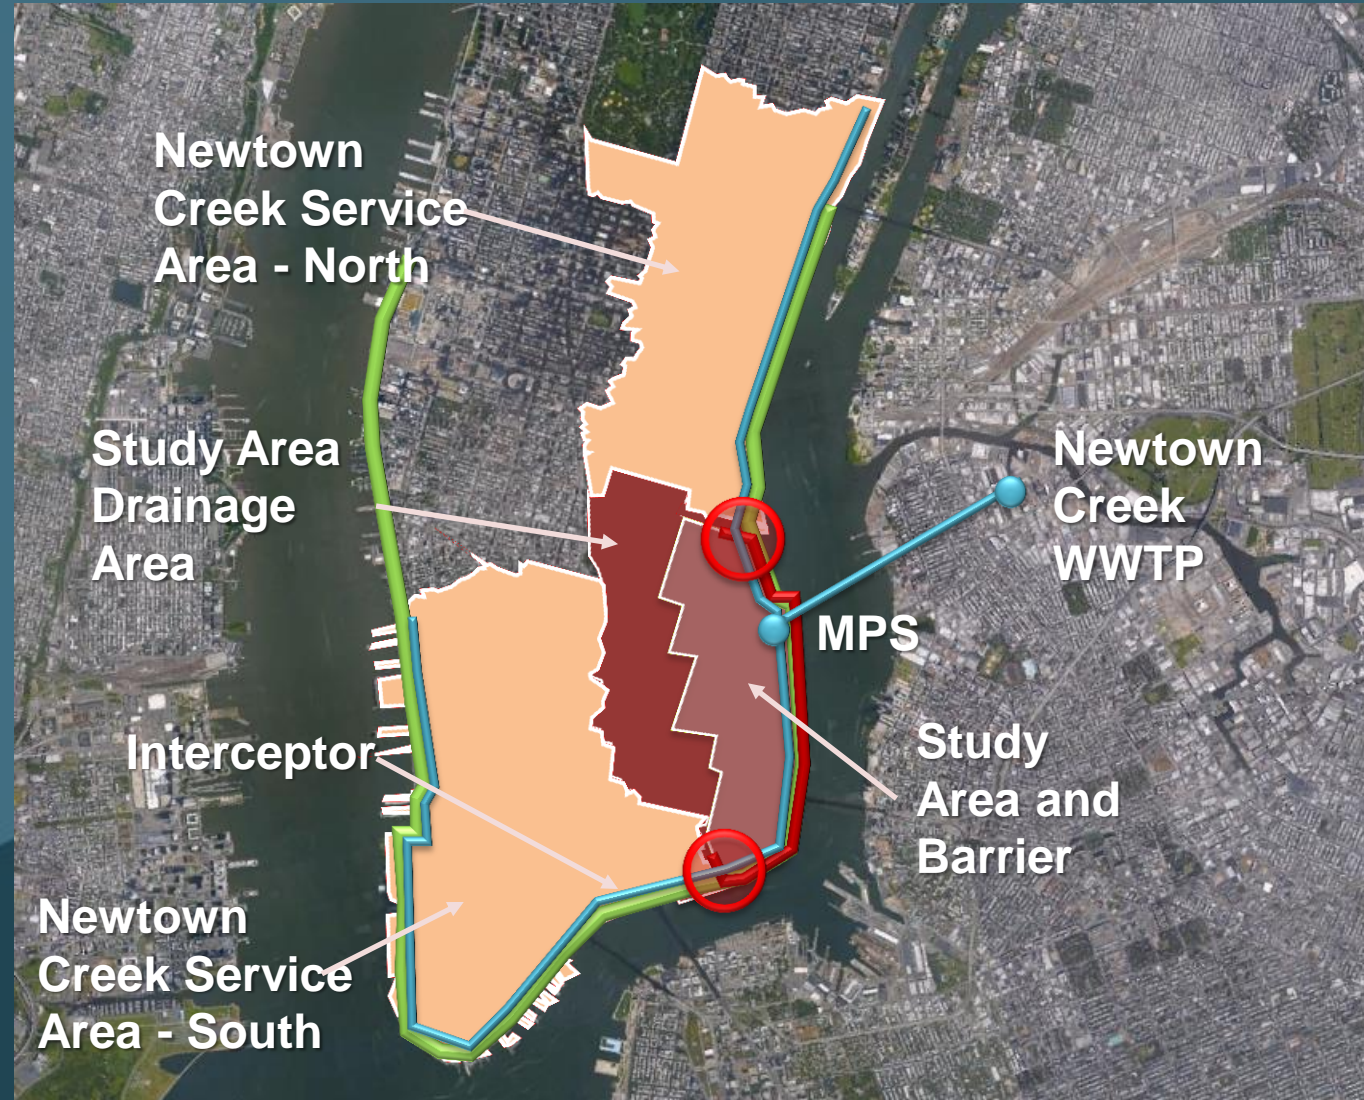 Newtown
Creek Service
Area - North
Study Area
Drainage
Area
Newtown
Creek
WWTP
MPS
Interceptor
Study
Area and
Barrier
Newtown
Creek Service
Area - South